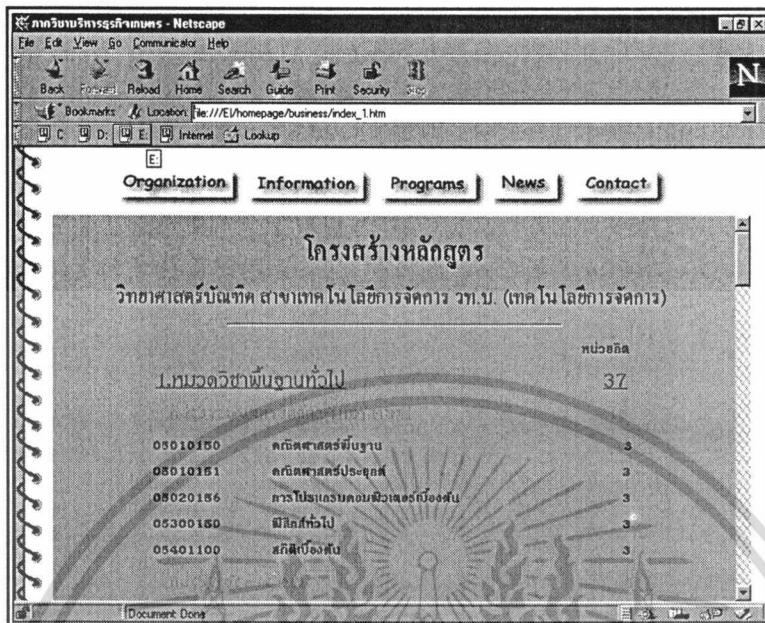 ภาควิชาบริหารธุรกิจเกษตร - Netscape
File Edit View Go Communicator Help
Back Forward Reload Home Search Guide Print Security Stop
Bookmarks Location: file:///E|/homepage/business/index_1.htm
C: D: E: Internet Lookup
E:
Organization Information Programs News Contact
โครงสร้างหลักสูตร
วิทยาศาสตร์บัณฑิต สาขาเทคโนโลยีการจัดการ วท.บ. (เทคโนโลยีการจัดการ)
หน่วยกิต
1.หมวดวิชาพื้นฐานทั่วไป 37
05010150 คณิตศาสตร์พื้นฐาน 3
05010151 คณิตศาสตร์ประยุกต์ 3
05020156 การโปรแกรมคอมพิวเตอร์เบื้องต้น 3
05300150 ฟิสิกส์ทั่วไป 3
05401100 สถิติเบื้องต้น 3
Document: Done